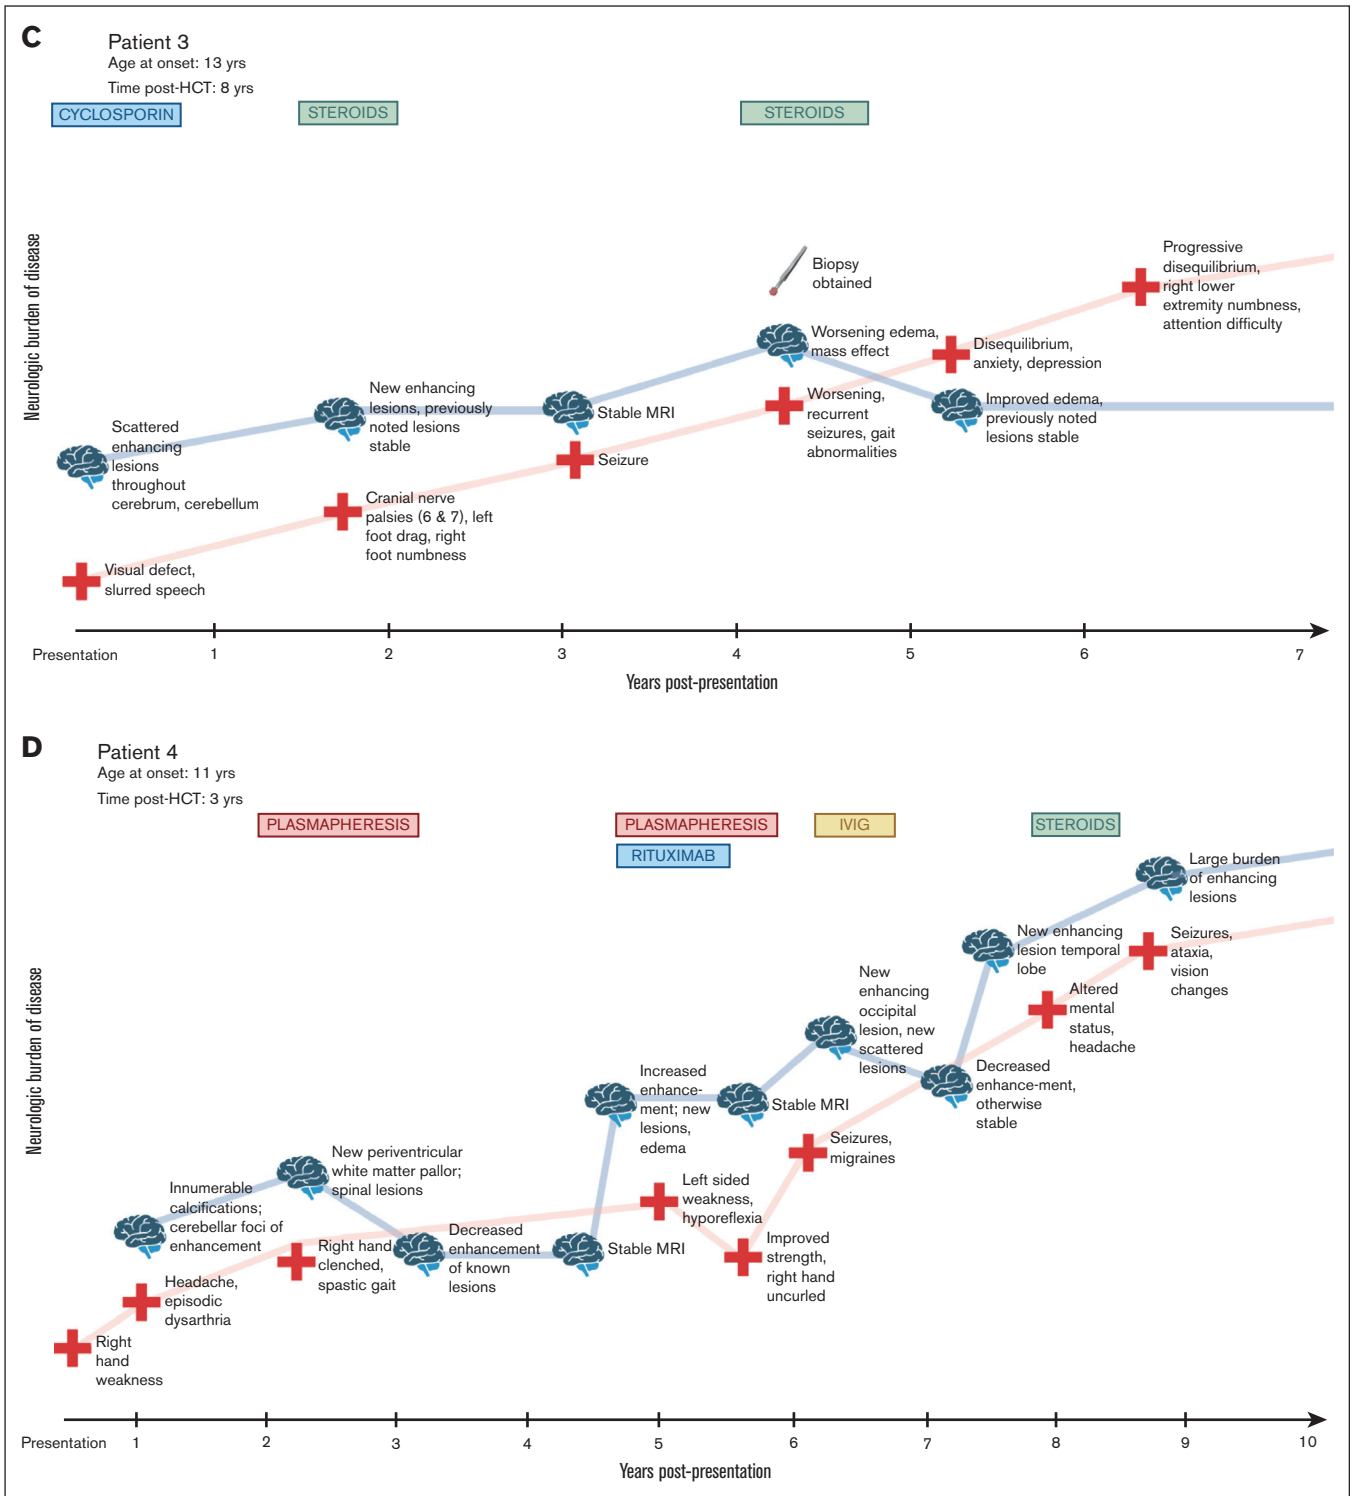 C
Patient 3
Age at onset: 13 yrs
Time post-HCT: 8 yrs
CYCLOSPORIN
STEROIDS
STEROIDS
Neurologic burden of disease
Scattered
enhancing
lesions
throughout
cerebrum, cerebellum
New enhancing
lesions, previously
noted lesions
stable
Stable MRI
Biopsy
obtained
Worsening edema,
mass effect
Improved edema,
previously noted
lesions stable
Visual defect,
slurred speech
Cranial nerve
palsies (6 & 7), left
foot drag, right
foot numbness
Seizure
Worsening,
recurrent
seizures, gait
abnormalities
Disequilibrium,
anxiety, depression
Progressive
disequilibrium,
right lower
extremity numbness,
attention difficulty
Presentation 1 2 3 4 5 6 7
Years post-presentation
D
Patient 4
Age at onset: 11 yrs
Time post-HCT: 3 yrs
PLASMAPHERESIS
PLASMAPHERESIS
RITUXIMAB
IVIG
STEROIDS
Neurologic burden of disease
Innumerable
calcifications;
cerebellar foci of
enhancement
New periventricular
white matter pallor;
spinal lesions
Decreased
enhancement
of known
lesions
Stable MRI
Increased
enhance-
ment; new
lesions,
edema
Stable MRI
New
enhancing
occipital
lesion, new
scattered
lesions
Decreased
enhance-ment,
otherwise
stable
New enhancing
lesion temporal
lobe
Large burden
of enhancing
lesions
Right
hand
weakness
Headache,
episodic
dysarthria
Right hand
clenched,
spastic gait
Left sided
weakness,
hyporeflexia
Improved
strength,
right hand
uncurled
Seizures,
migraines
Altered
mental
status,
headache
Seizures,
ataxia,
vision
changes
Presentation 1 2 3 4 5 6 7 8 9 10
Years post-presentation